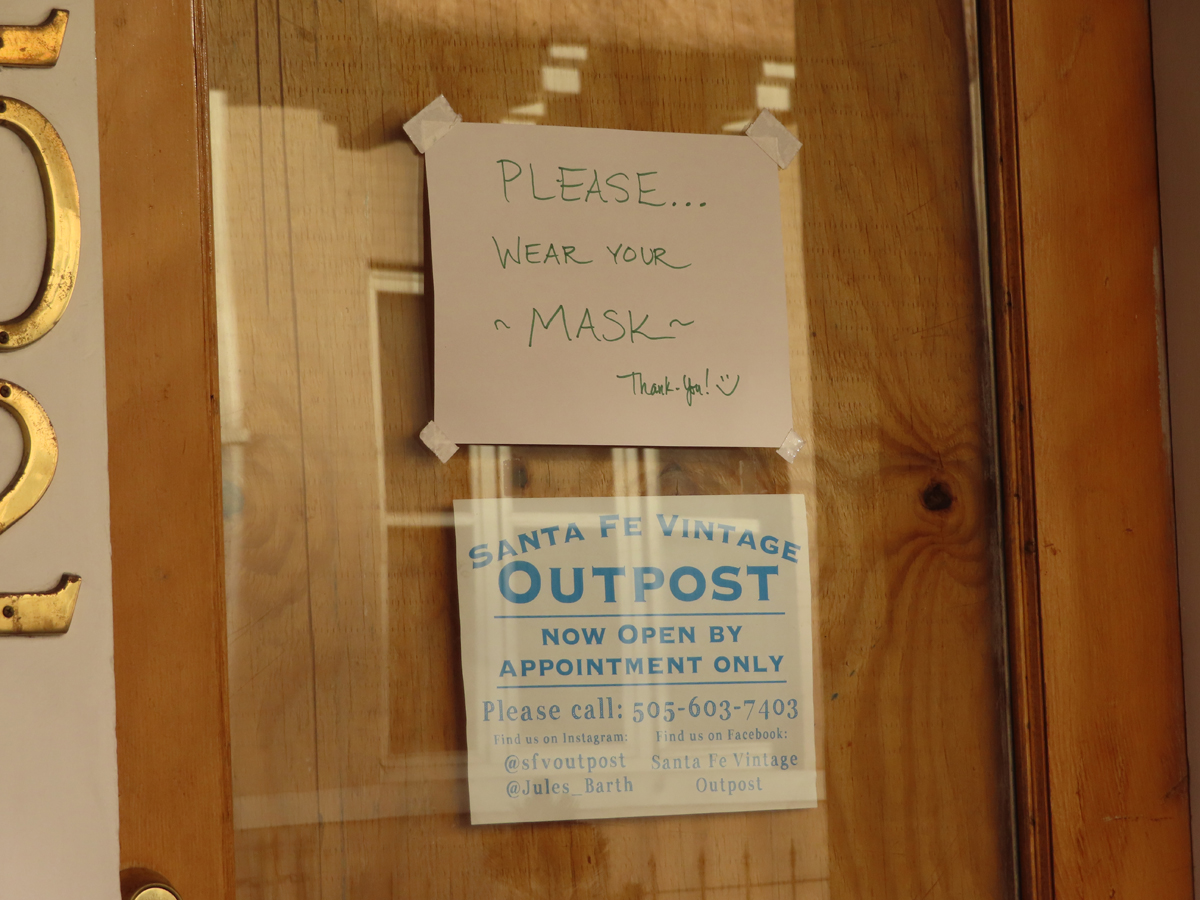 PLEASE...
WEAR YOUR
~ MASK ~
Thank-You!
SANTA FE VINTAGE
OUTPOST
NOW OPEN BY
APPOINTMENT ONLY
Please call: 505-603-7403
Find us on Instagram:
@sfvoutpost
@Jules_Barth
Find us on Facebook:
Santa Fe Vintage
Outpost